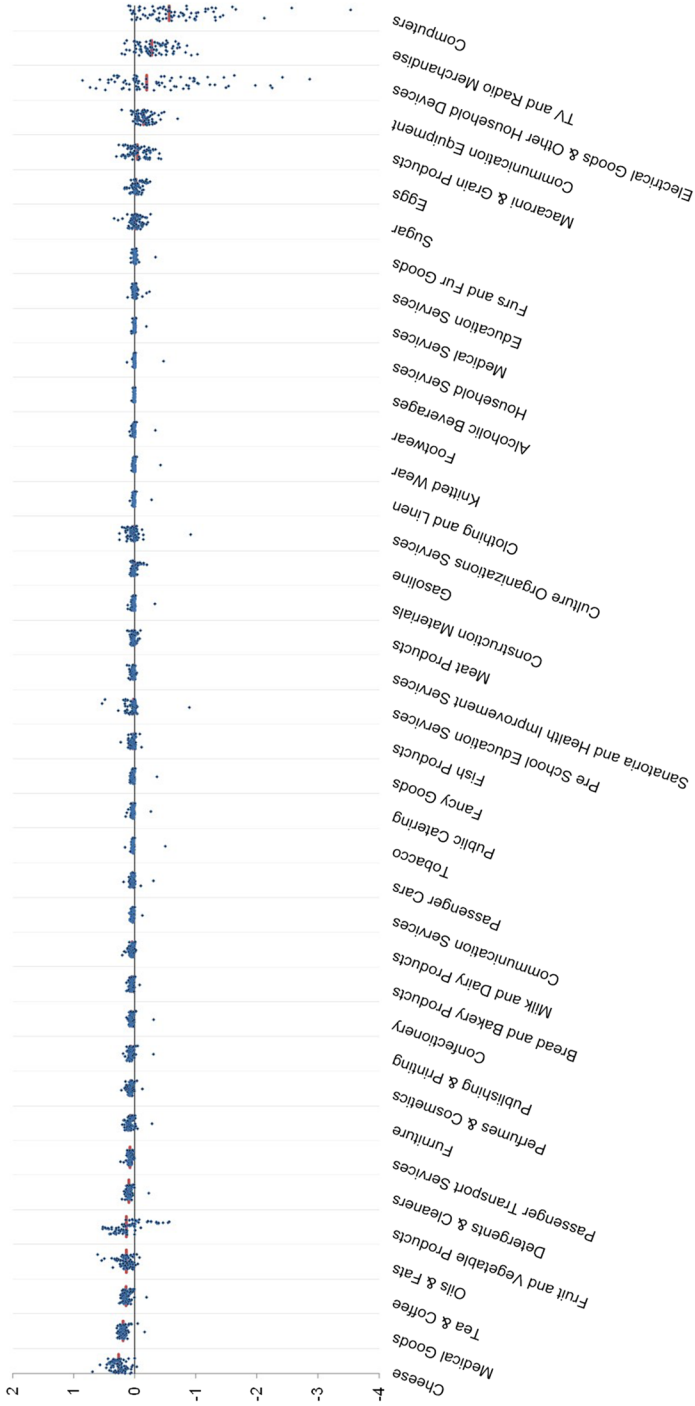 2
1
0
-1
-2
-3
-4
Cheese
Medical Goods
Tea & Coffee
Oils & Fats
Fruit and Vegetable Products
Detergents & Cleaners
Passenger Transport Services
Furniture
Perfumes & Cosmetics
Publishing & Printing
Confectionery
Bread and Bakery Products
Milk and Dairy Products
Communication Services
Passenger Cars
Tobacco
Public Catering
Fancy Goods
Fish Products
Pre School Education Services
Sanatoria and Health Improvement Services
Meat Products
Construction Materials
Gasoline
Culture Organizations Services
Clothing and Linen
Knitted Wear
Footwear
Alcoholic Beverages
Household Services
Medical Services
Education Services
Furs and Fur Goods
Sugar
Eggs
Macaroni & Grain Products
Communication Equipment
Electrical Goods & Other Household Devices
TV and Radio Merchandise
Computers